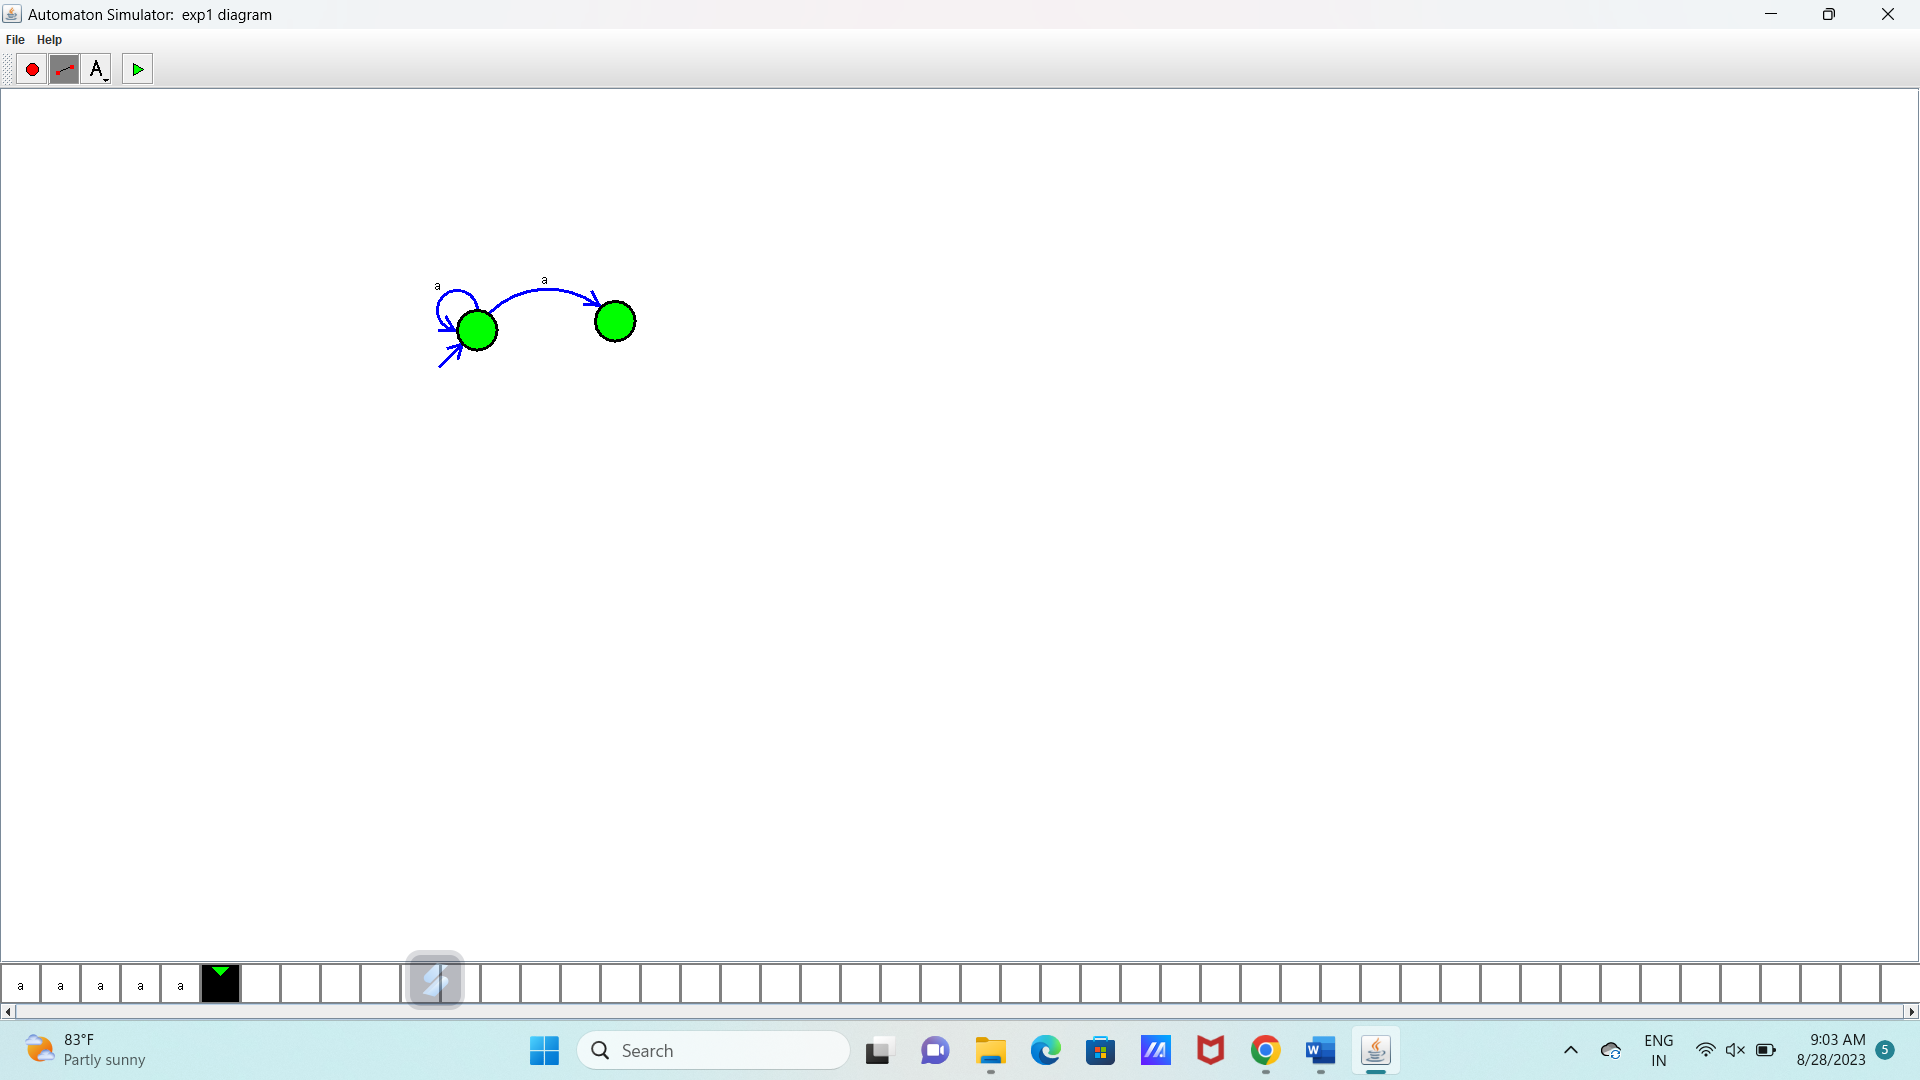 Automaton Simulator: exp1 diagram
File Help
A
a
a
a a a a a
83°F
Partly sunny
Search
ENG
IN
9:03 AM
8/28/2023
5